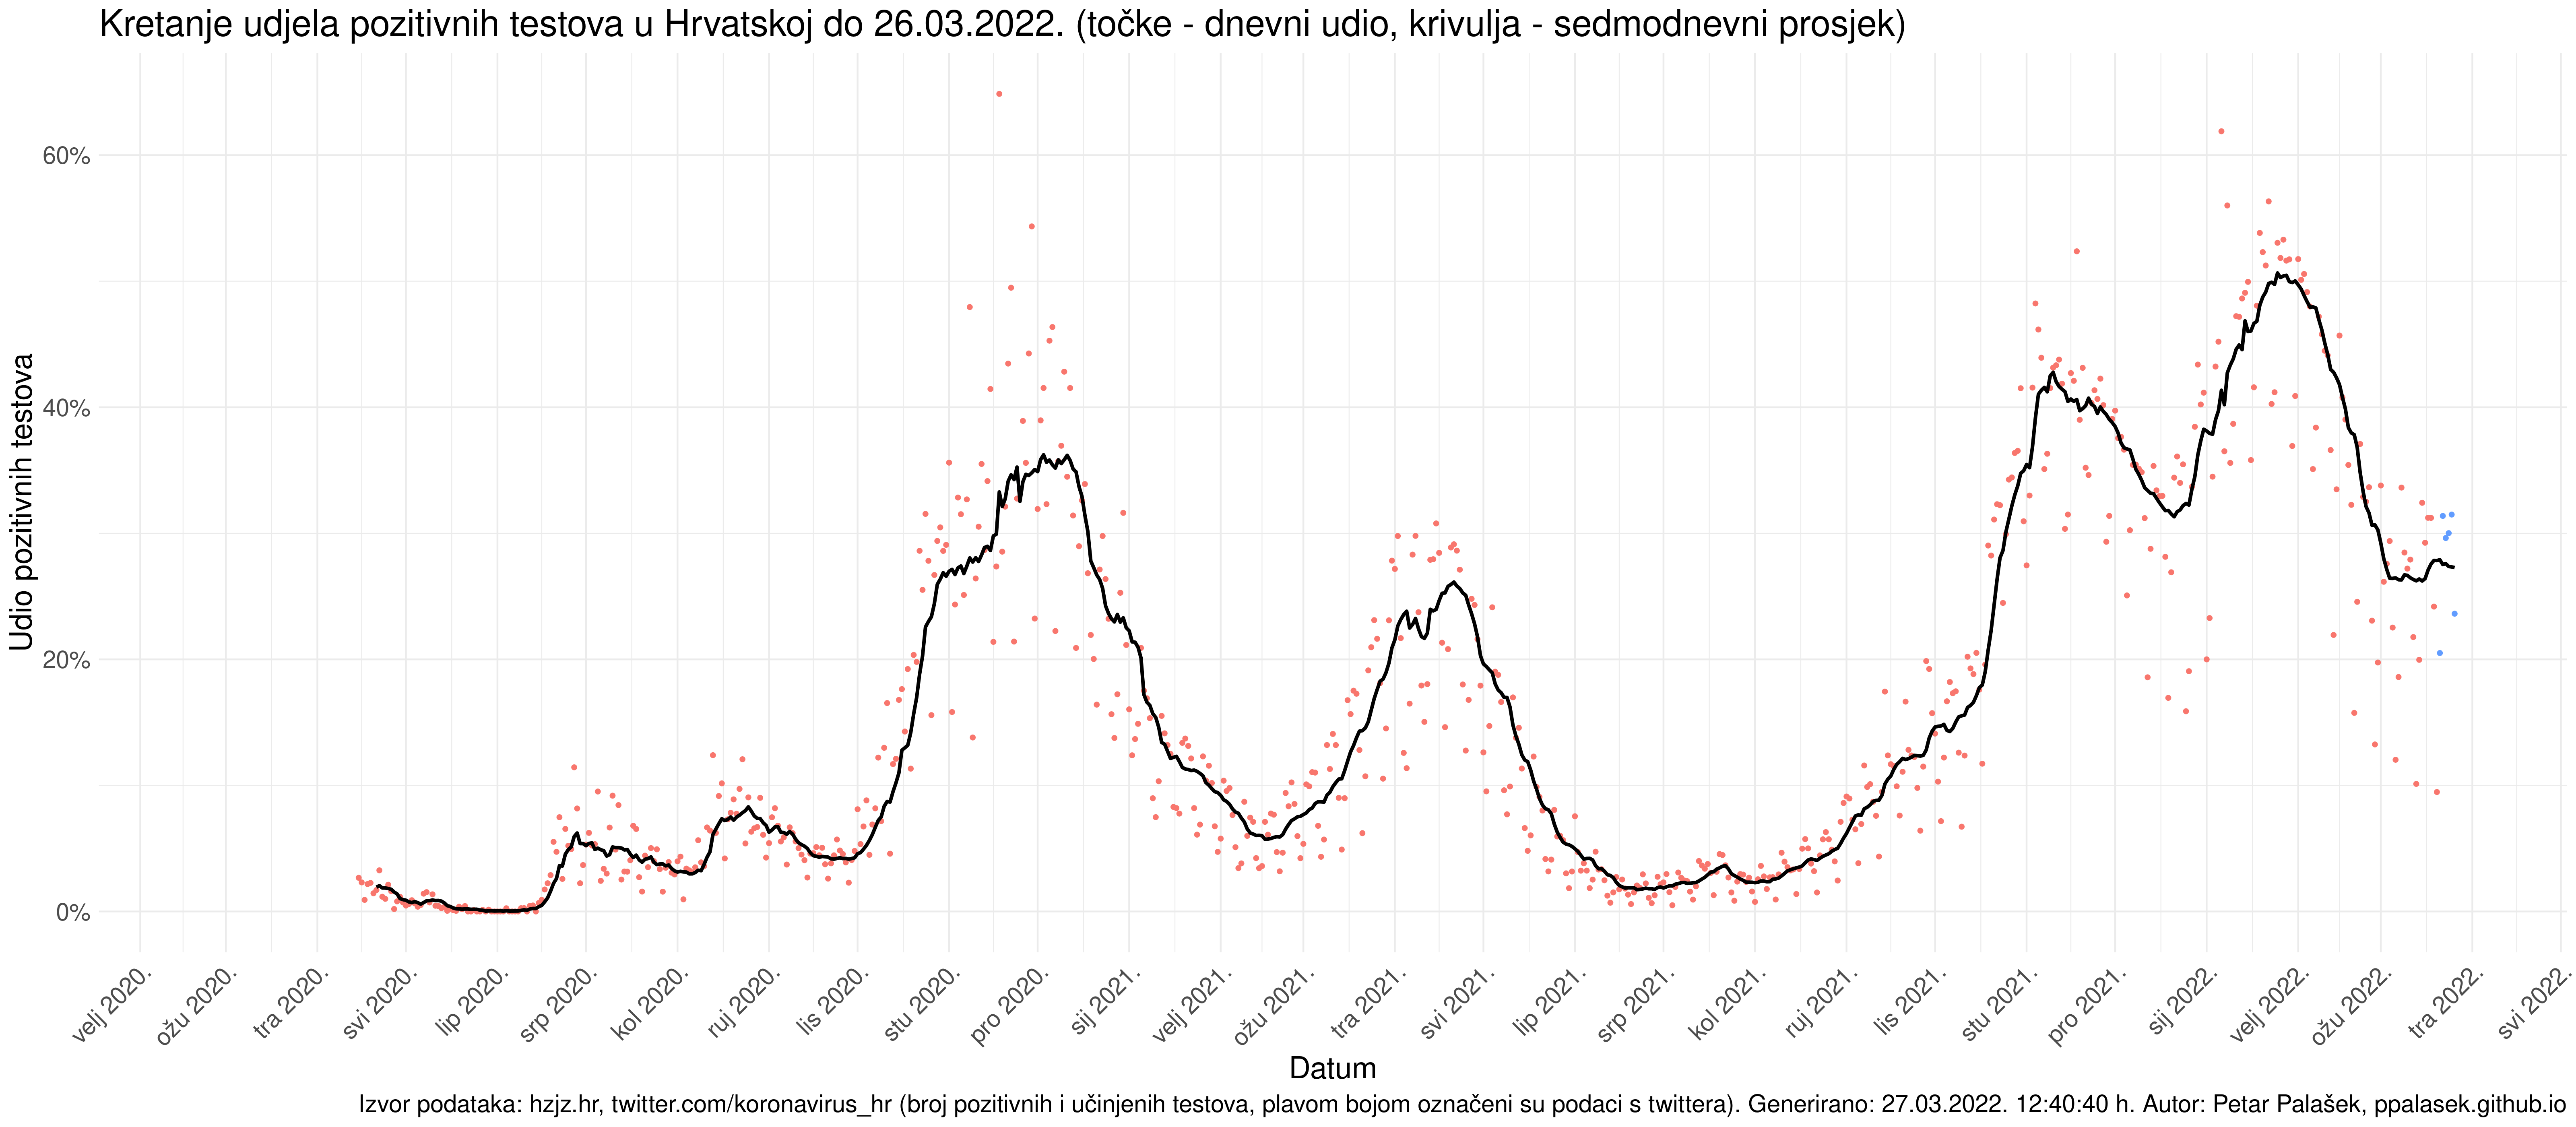 Kretanje udjela pozitivnih testova u Hrvatskoj do 26.03.2022. (točke - dnevni udio, krivulja - sedmodnevni prosjek)
Udio pozitivnih testova
60%
40%
20%
0%
velj 2020.
ožu 2020.
tra 2020.
svi 2020.
lip 2020.
srp 2020.
kol 2020.
ruj 2020.
lis 2020.
stu 2020.
pro 2020.
sij 2021.
velj 2021.
ožu 2021.
tra 2021.
svi 2021.
lip 2021.
srp 2021.
kol 2021.
ruj 2021.
lis 2021.
stu 2021.
pro 2021.
sij 2022.
velj 2022.
ožu 2022.
tra 2022.
svi 2022.
Datum
Izvor podataka: hzjz.hr, twitter.com/koronavirus_hr (broj pozitivnih i učinjenih testova, plavom bojom označeni su podaci s twittera). Generirano: 27.03.2022. 12:40:40 h. Autor: Petar Palašek, ppalasek.github.io